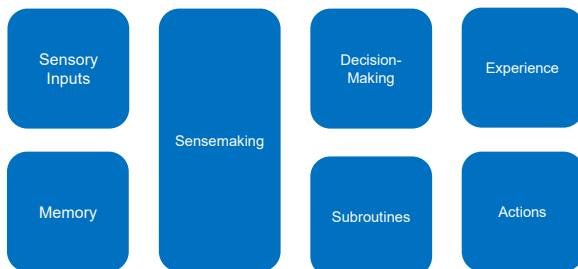 Sensory
Inputs
Memory
Sensemaking
Decision-
Making
Subroutines
Experience
Actions